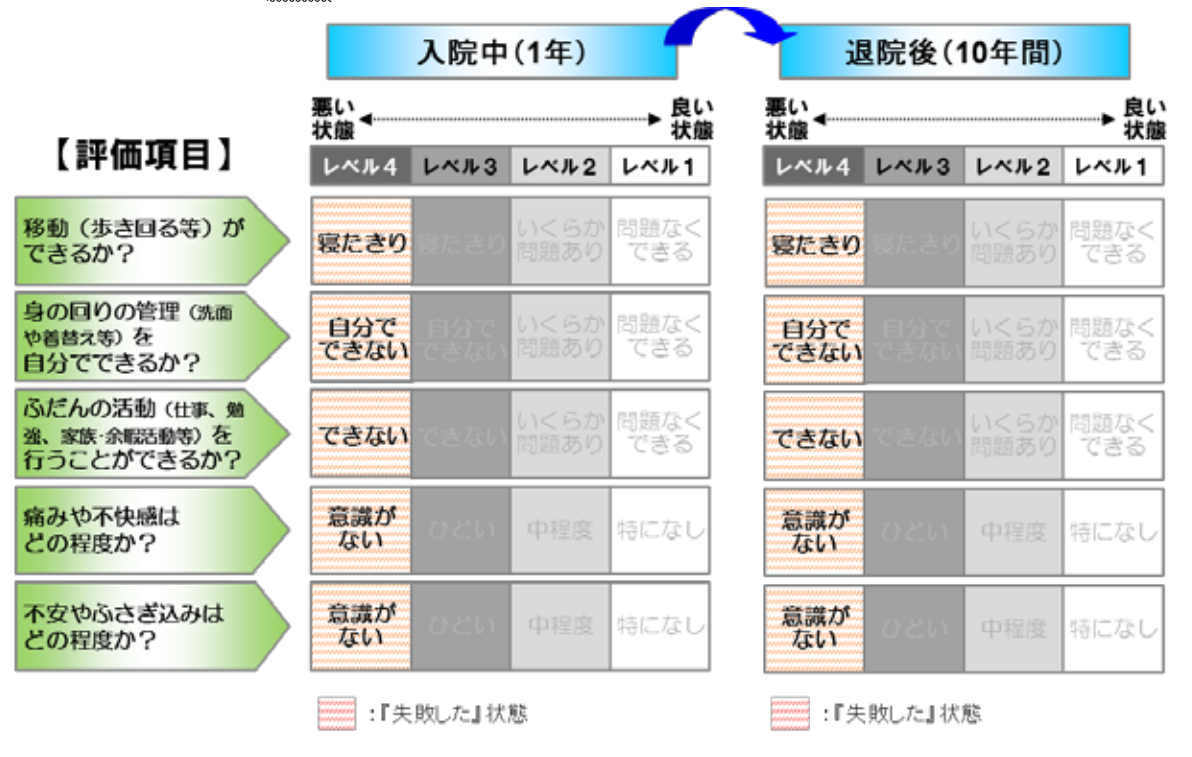 入院中(1年)
退院後(10年間)
悪い状態
良い状態
悪い状態
良い状態
【評価項目】
レベル4 レベル3 レベル2 レベル1
レベル4 レベル3 レベル2 レベル1
移動(歩き回る等)が
できるか?
寝たきり 寝たきり いくらか問題あり 問題なくできる
寝たきり 寝たきり いくらか問題あり 問題なくできる
身の回りの管理(洗面
や着替え等)を
自分でできるか?
自分でできない 自分でできない いくらか問題あり 問題なくできる
自分でできない 自分でできない いくらか問題あり 問題なくできる
ふだんの活動(仕事、勉
強、家族・余暇活動等)を
行うことができるか?
できない できない いくらか問題あり 問題なくできる
できない できない いくらか問題あり 問題なくできる
痛みや不快感は
どの程度か?
意識がない ひどい 中程度 特になし
意識がない ひどい 中程度 特になし
不安やふさぎ込みは
どの程度か?
意識がない ひどい 中程度 特になし
意識がない ひどい 中程度 特になし
:『失敗した』状態
:『失敗した』状態